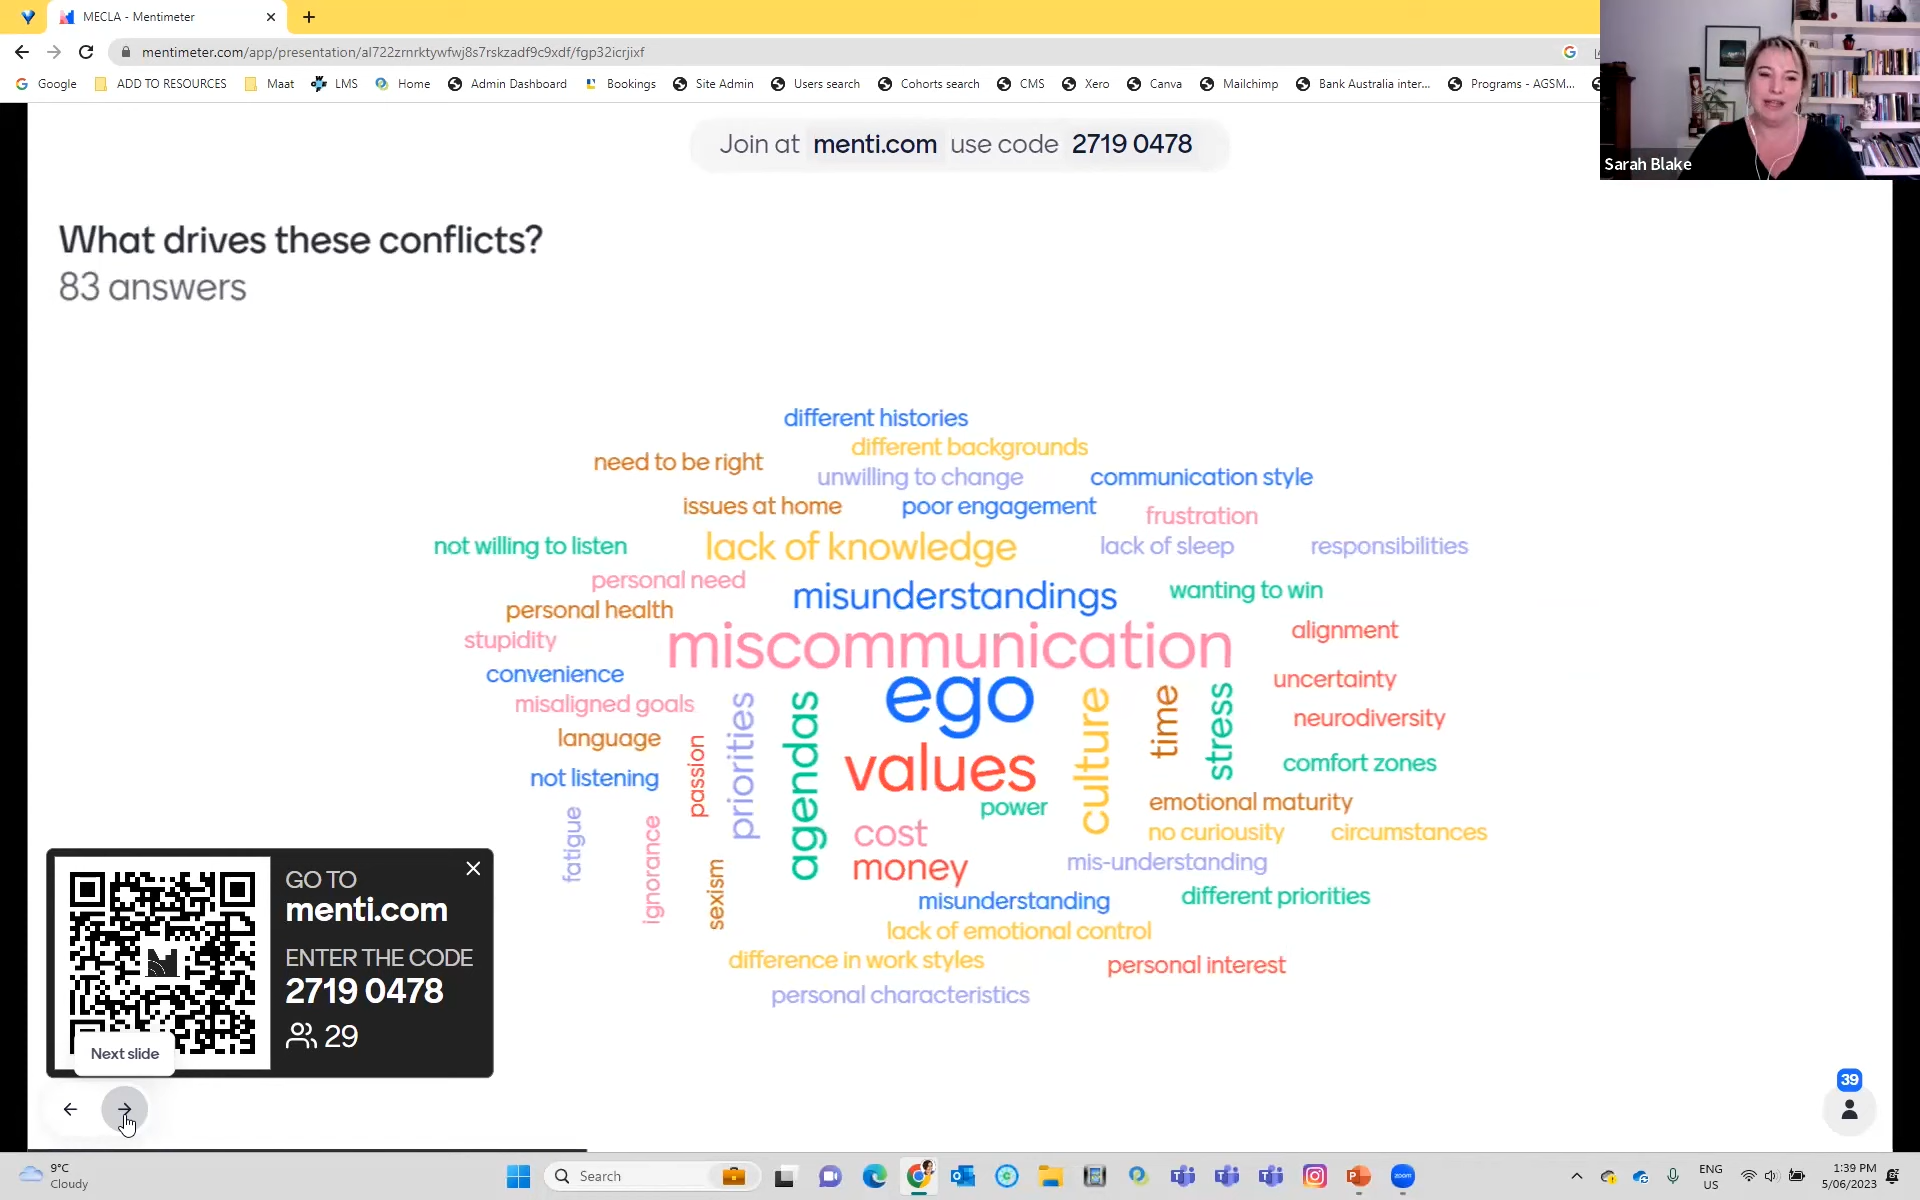 MECLA - Mentimeter
mentimeter.com/app/presentation/al722zrnrktywfwj8s7rskzadf9c9xdf/fgp32icrjixf
Google ADD TO RESOURCES Maat LMS Home Admin Dashboard Bookings Site Admin Users search Cohorts search CMS Xero Canva Mailchimp Bank Australia inter... Programs - AGSM...
Sarah Blake
Join at menti.com use code 2719 0478
What drives these conflicts?
83 answers
different histories
different backgrounds
need to be right
unwilling to change
communication style
issues at home
poor engagement
frustration
not willing to listen
lack of knowledge
lack of sleep
responsibilities
personal need
misunderstandings
wanting to win
personal health
stupidity
miscommunication
alignment
convenience
ego
uncertainty
misaligned goals
priorities
agendas
culture
time
stress
neurodiversity
language
passion
values
comfort zones
not listening
power
emotional maturity
fatigue
ignorance
cost
no curiousity
circumstances
sexism
money
mis-understanding
misunderstanding
different priorities
lack of emotional control
difference in work styles
personal interest
personal characteristics
GO TO
menti.com
ENTER THE CODE
2719 0478
29
Next slide
39
9°C
Cloudy
Search
zoom
ENG
US
1:39 PM
5/06/2023